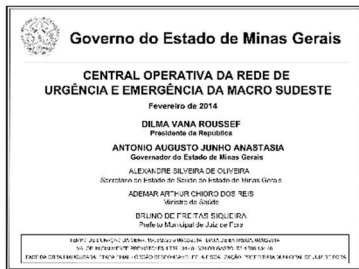 Governo do Estado de Minas Gerais
CENTRAL OPERATIVA DA REDE DE
URGÊNCIA E EMERGÊNCIA DA MACRO SUDESTE
Fevereiro de 2014
DILMA VANA ROUSSEF
Presidente da República
ANTONIO AUGUSTO JUNHO ANASTASIA
Governador do Estado de Minas Gerais
ALEXANDRE SILVEIRA DE OLIVEIRA
Secretário de Estado de Saúde do Estado de Minas Gerais
ADEMAR ARTHUR CHIORO DOS REIS
Ministro da Saúde
BRUNO DE FREITAS SIQUEIRA
Prefeito Municipal de Juiz de Fora